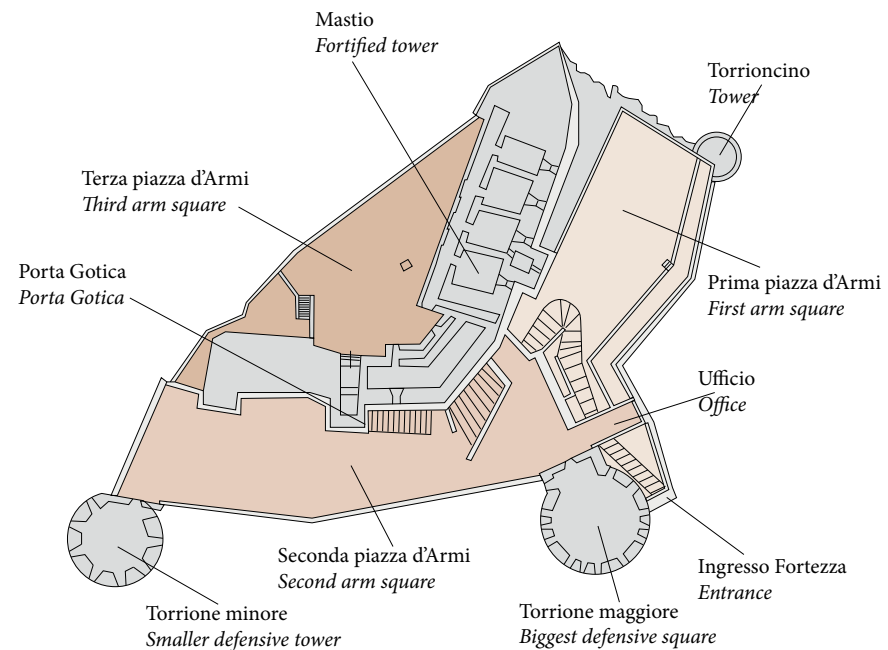 Mastio
Fortified tower
Torrioncino
Tower
Terza piazza d'Armi
Third arm square
Porta Gotica
Porta Gotica
Prima piazza d'Armi
First arm square
Ufficio
Office
Seconda piazza d'Armi
Second arm square
Ingresso Fortezza
Entrance
Torrione minore
Smaller defensive tower
Torrione maggiore
Biggest defensive square